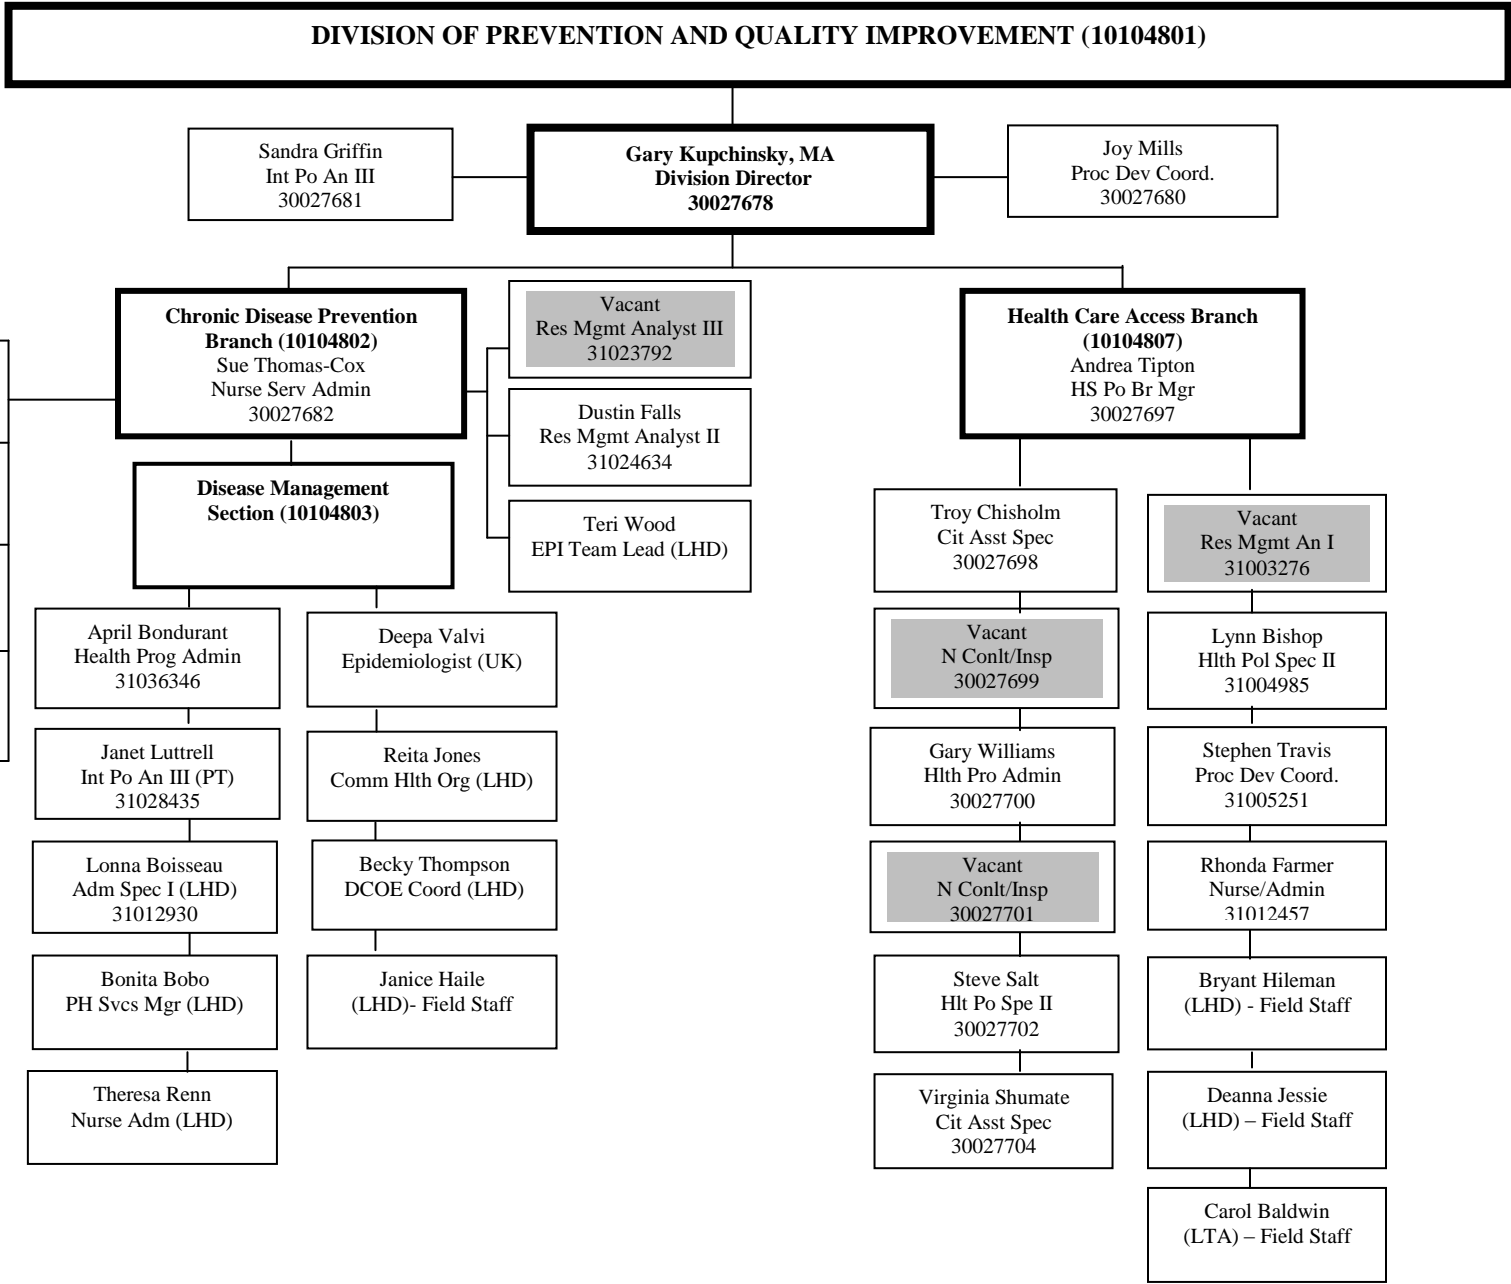 DIVISION OF PREVENTION AND QUALITY IMPROVEMENT (10104801)
Sandra Griffin
Int Po An III
30027681
Gary Kupchinsky, MA
Division Director
30027678
Joy Mills
Proc Dev Coord.
30027680
Chronic Disease Prevention
Branch (10104802)
Sue Thomas-Cox
Nurse Serv Admin
30027682
Vacant
Res Mgmt Analyst III
31023792
Dustin Falls
Res Mgmt Analyst II
31024634
Teri Wood
EPI Team Lead (LHD)
Health Care Access Branch
(10104807)
Andrea Tipton
HS Po Br Mgr
30027697
Disease Management
Section (10104803)
April Bondurant
Health Prog Admin
31036346
Janet Luttrell
Int Po An III (PT)
31028435
Lonna Boisseau
Adm Spec I (LHD)
31012930
Bonita Bobo
PH Svcs Mgr (LHD)
Theresa Renn
Nurse Adm (LHD)
Deepa Valvi
Epidemiologist (UK)
Reita Jones
Comm Hlth Org (LHD)
Becky Thompson
DCOE Coord (LHD)
Janice Haile
(LHD)- Field Staff
Troy Chisholm
Cit Asst Spec
30027698
Vacant
N Conlt/Insp
30027699
Gary Williams
Hlth Pro Admin
30027700
Vacant
N Conlt/Insp
30027701
Steve Salt
Hlt Po Spe II
30027702
Virginia Shumate
Cit Asst Spec
30027704
Vacant
Res Mgmt An I
31003276
Lynn Bishop
Hlth Pol Spec II
31004985
Stephen Travis
Proc Dev Coord.
31005251
Rhonda Farmer
Nurse/Admin
31012457
Bryant Hileman
(LHD) - Field Staff
Deanna Jessie
(LHD) – Field Staff
Carol Baldwin
(LTA) – Field Staff